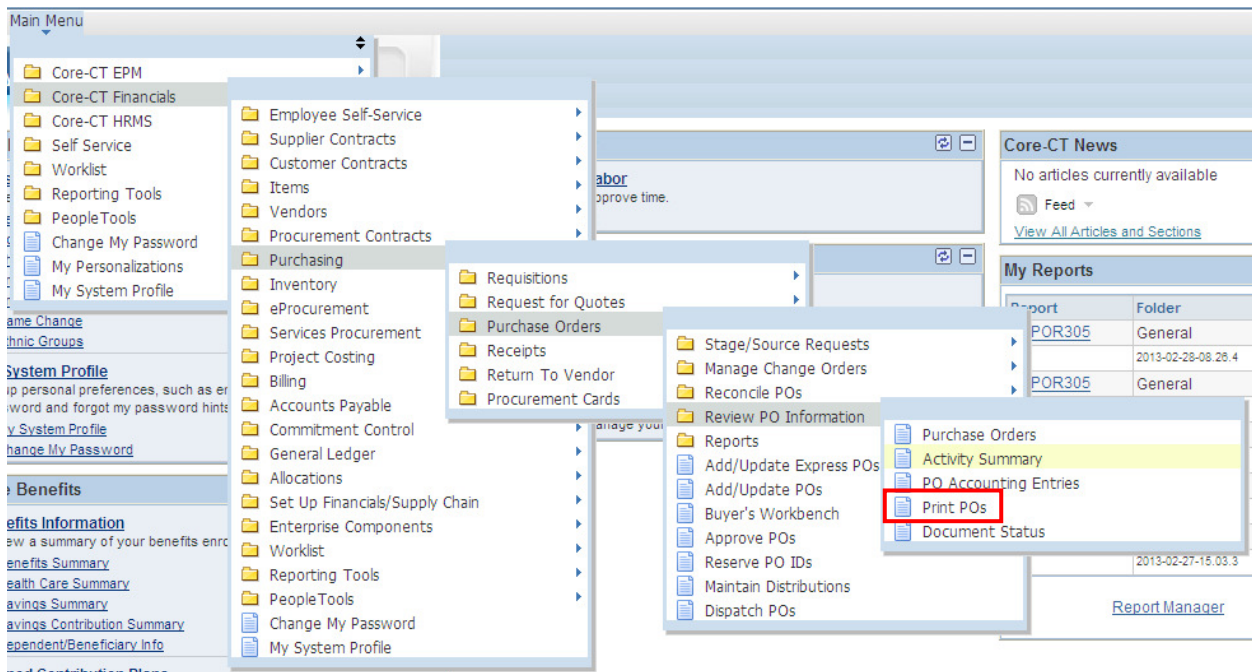 Main Menu
Core-CT EPM
Core-CT Financials
Core-CT HRMS
Self Service
Worklist
Reporting Tools
PeopleTools
Change My Password
My Personalizations
My System Profile
Employee Self-Service
Supplier Contracts
Customer Contracts
Items
Vendors
Procurement Contracts
Purchasing
Inventory
eProcurement
Services Procurement
Project Costing
Billing
Accounts Payable
Commitment Control
General Ledger
Allocations
Set Up Financials/Supply Chain
Enterprise Components
Worklist
Reporting Tools
PeopleTools
Change My Password
My System Profile
Requisitions
Request for Quotes
Purchase Orders
Receipts
Return To Vendor
Procurement Cards
Stage/Source Requests
Manage Change Orders
Reconcile POs
Review PO Information
Reports
Add/Update Express POs
Add/Update POs
Buyer's Workbench
Approve POs
Reserve PO IDs
Maintain Distributions
Dispatch POs
Purchase Orders
Activity Summary
PO Accounting Entries
Print POs
Document Status
abor
pprove time.
anage your
Core-CT News
No articles currently available
Feed
View All Articles and Sections
My Reports
Report Folder
POR305 General
2013-02-28-08.26.4
POR305 General
2013-02-27-15.03.3
Report Manager
ame Change
thnic Groups
System Profile
up personal preferences, such as er
sword and forgot my password hints
y System Profile
hange My Password
e Benefits
efits Information
ew a summary of your benefits enro
enefits Summary
ealth Care Summary
avings Summary
avings Contribution Summary
ependent/Beneficiary Info